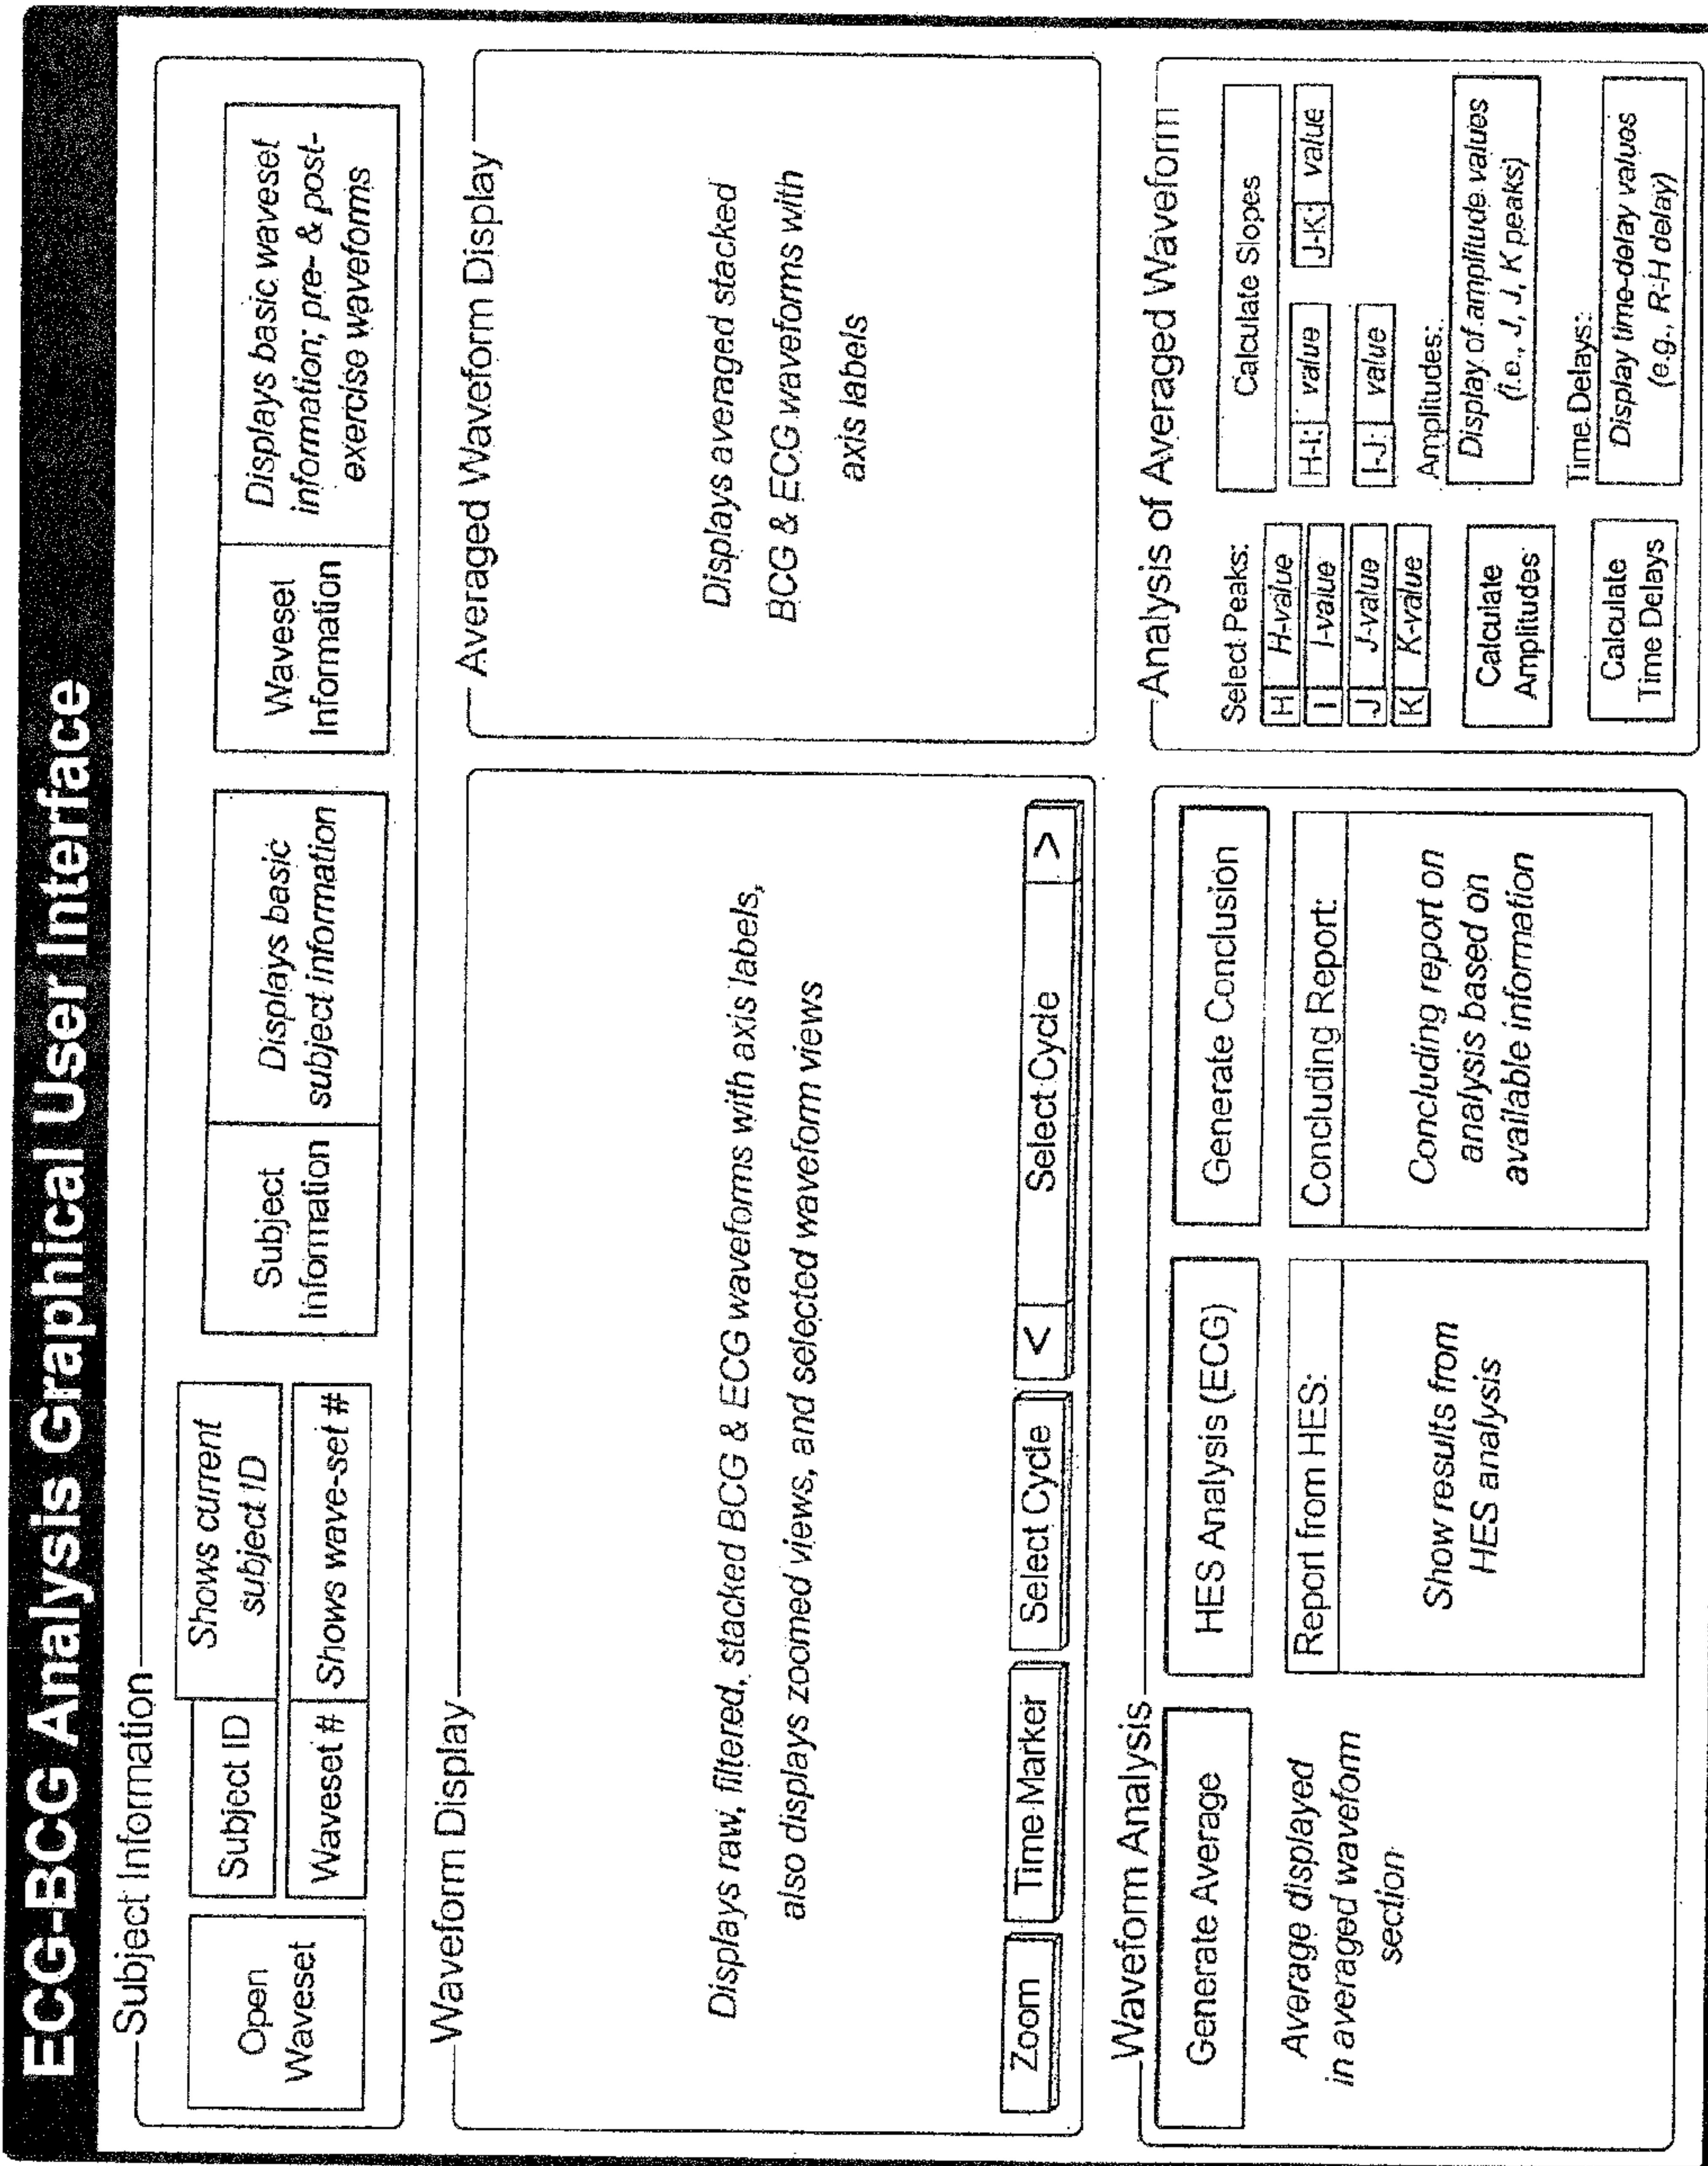 ECG-BCG Analysis Graphical User Interface
Subject Information
Open
Waveset
Subject ID
Shows current
subject ID
Waveset #
Shows wave-set #
Subject
Information
Displays basic
subject information
Waveset
Information
Displays basic waveset
information; pre- & post-
exercise waveforms
Waveform Display
Displays raw, filtered, stacked BCG & ECG waveforms with axis labels,
also displays zoomed views, and selected waveform views
Zoom
Time Marker
Select Cycle
<
Select Cycle
>
Averaged Waveform Display
Displays averaged stacked
BCG & ECG waveforms with
axis labels
Waveform Analysis
Generate Average
Average displayed
in averaged waveform
section
HES Analysis (ECG)
Report from HES:
Show results from
HES analysis
Generate Conclusion
Concluding Report:
Concluding report on
analysis based on
available information
Analysis of Averaged Waveform
Select Peaks:
H H-value
I I-value
J J-value
K K-value
Calculate
Amplitudes
Calculate
Time Delays
Calculate Slopes
H-I: value
J-K: value
I-J: value
Amplitudes:
Display of amplitude values
(i.e., J, J, K peaks)
Time Delays:
Display time-delay values
(e.g., R-H delay)